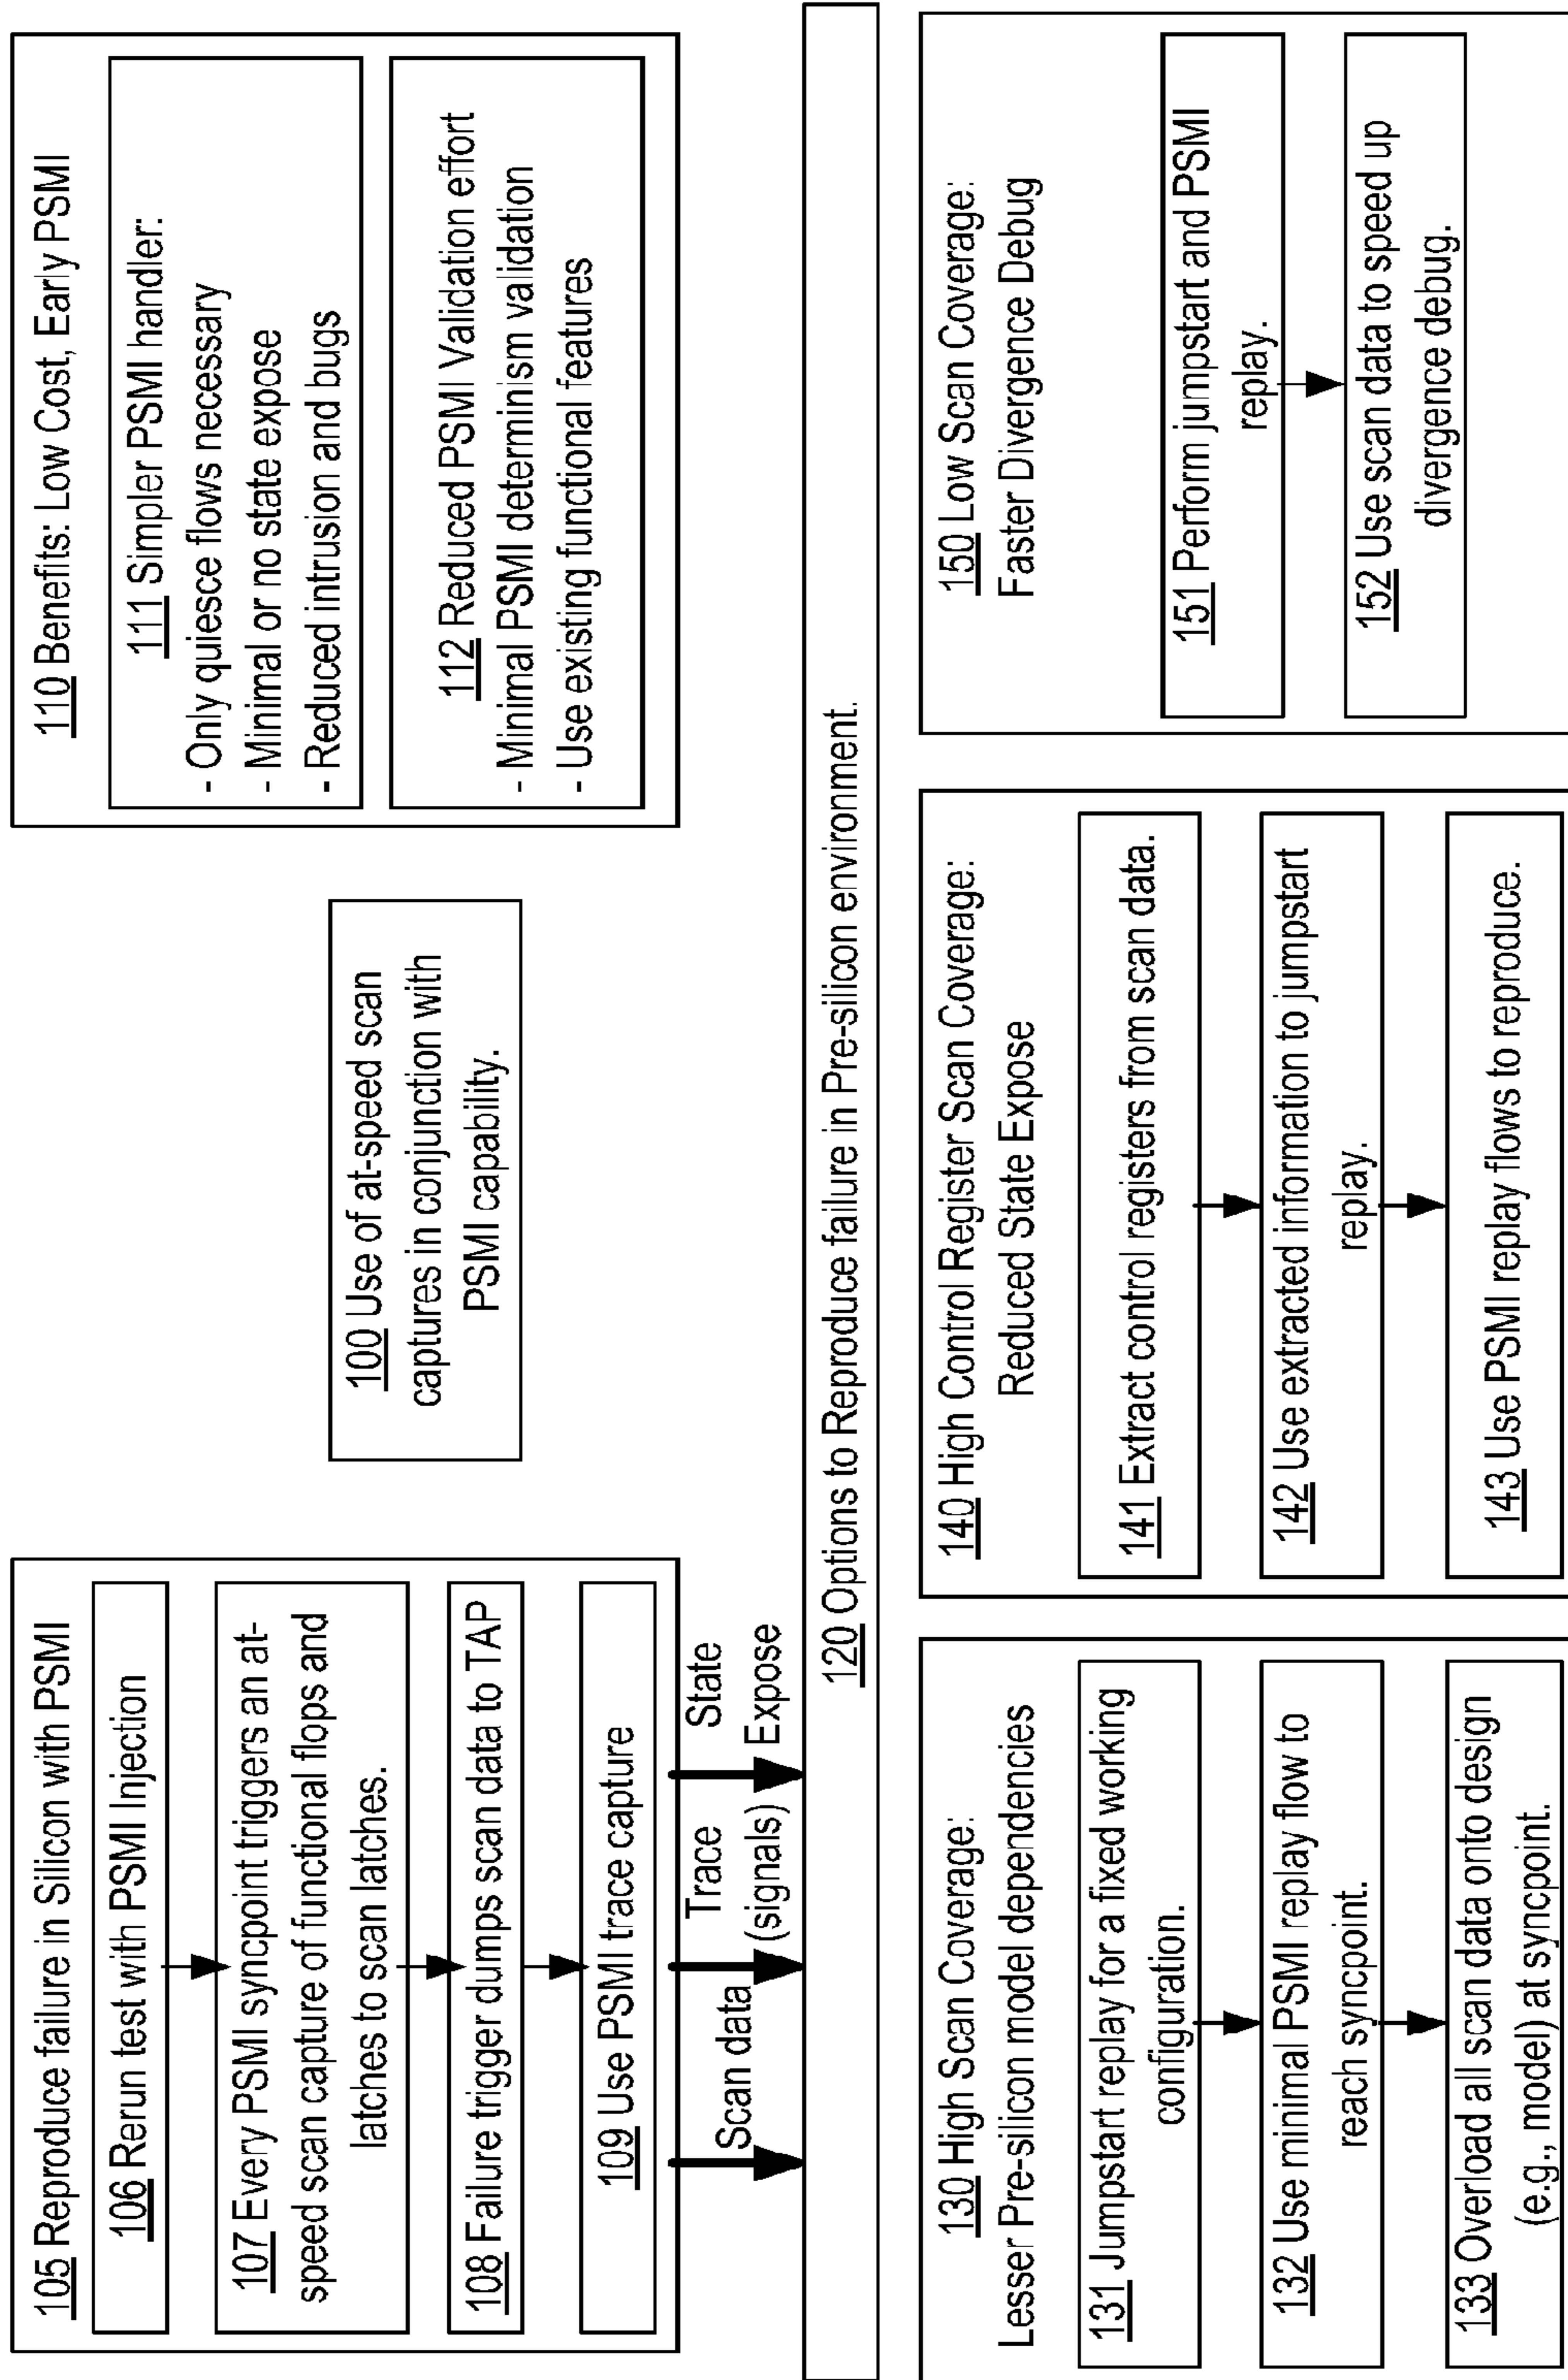 105 Reproduce failure in Silicon with PSMI
106 Rerun test with PSMI Injection
107 Every PSMI syncpoint triggers an at-
speed scan capture of functional flops and
latches to scan latches.
108 Failure trigger dumps scan data to TAP
109 Use PSMI trace capture
Scan data
Trace
(signals)
State
Expose
100 Use of at-speed scan
captures in conjunction with
PSMI capability.
110 Benefits: Low Cost, Early PSMI
111 Simpler PSMI handler:
- Only quiesce flows necessary
- Minimal or no state expose
- Reduced intrusion and bugs
112 Reduced PSMI Validation effort
- Minimal PSMI determinism validation
- Use existing functional features
120 Options to Reproduce failure in Pre-silicon environment.
130 High Scan Coverage:
Lesser Pre-silicon model dependencies
131 Jumpstart replay for a fixed working
configuration.
132 Use minimal PSMI replay flow to
reach syncpoint.
133 Overload all scan data onto design
(e.g., model) at syncpoint.
140 High Control Register Scan Coverage:
Reduced State Expose
141 Extract control registers from scan data.
142 Use extracted information to jumpstart
replay.
143 Use PSMI replay flows to reproduce.
150 Low Scan Coverage:
Faster Divergence Debug
151 Perform jumpstart and PSMI
replay.
152 Use scan data to speed up
divergence debug.